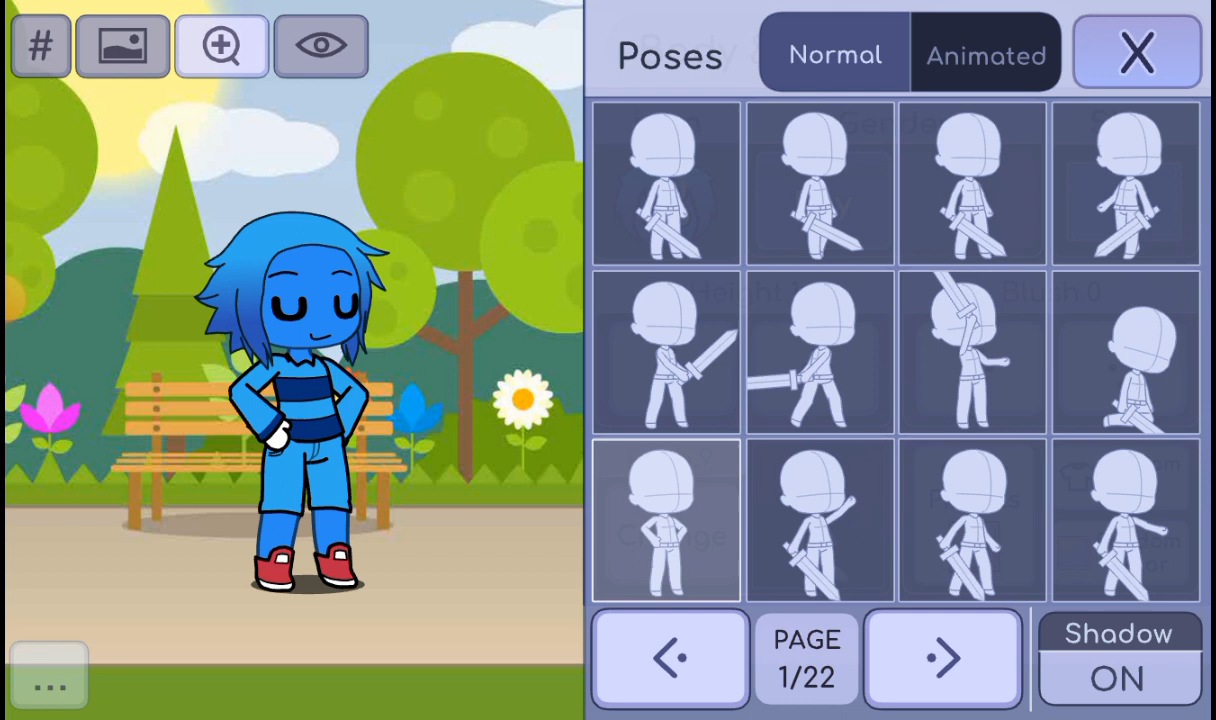 #
Poses
Normal
Animated
X
PAGE
1/22
Shadow
ON
...